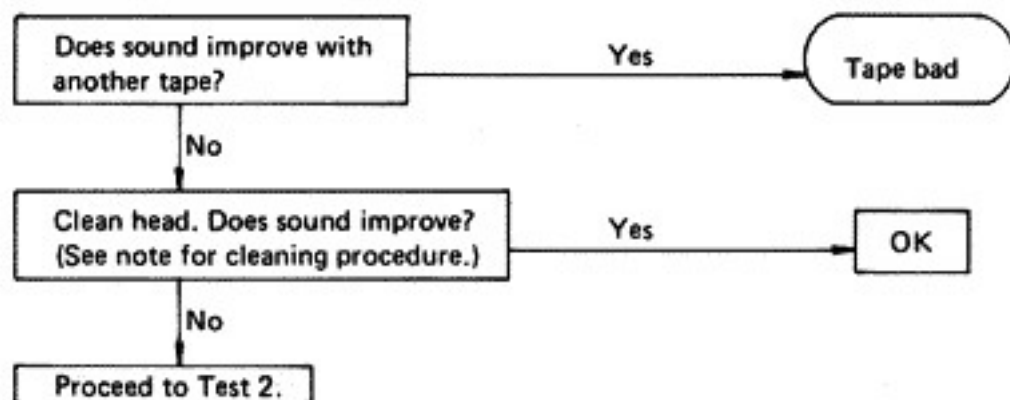 Does sound improve with
another tape?
Yes
Tape bad
No
Clean head. Does sound improve?
(See note for cleaning procedure.)
Yes
OK
No
Proceed to Test 2.